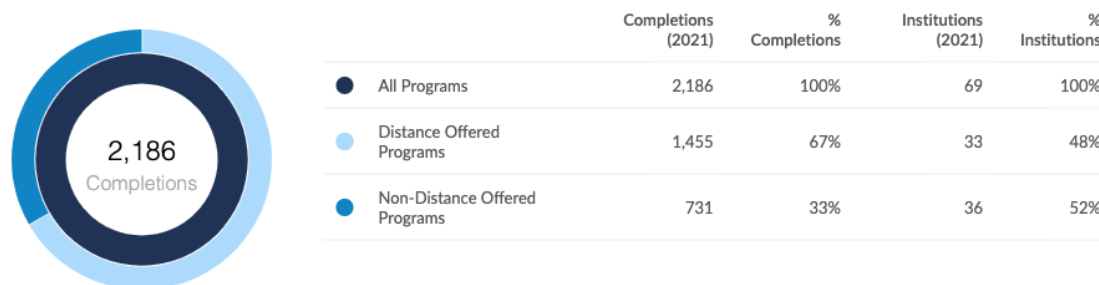 2,186
Completions
Completions (2021) % Completions Institutions (2021) % Institutions
All Programs 2,186 100% 69 100%
Distance Offered Programs 1,455 67% 33 48%
Non-Distance Offered Programs 731 33% 36 52%